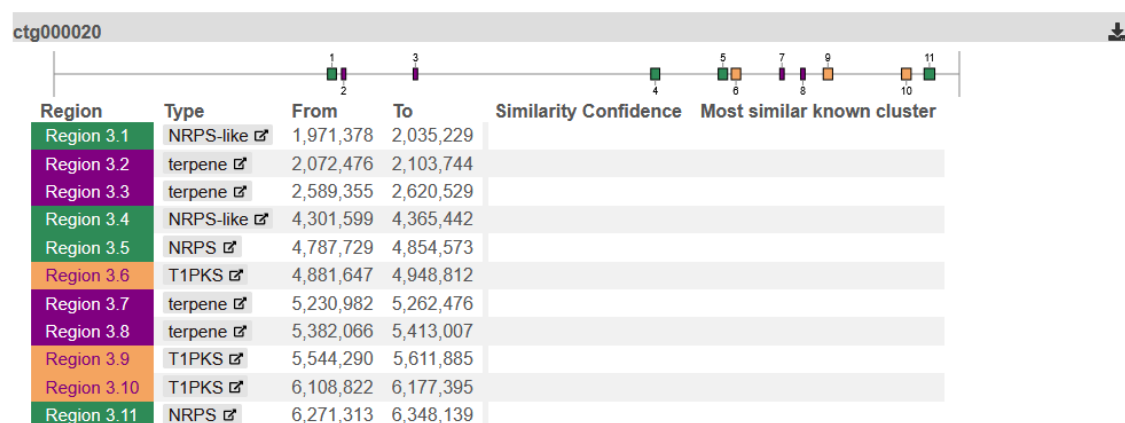 ctg000020
1 3 5 7 9 11
2 4 6 8 10
Region Type From To Similarity Confidence Most similar known cluster
Region 3.1 NRPS-like 1,971,378 2,035,229
Region 3.2 terpene 2,072,476 2,103,744
Region 3.3 terpene 2,589,355 2,620,529
Region 3.4 NRPS-like 4,301,599 4,365,442
Region 3.5 NRPS 4,787,729 4,854,573
Region 3.6 T1PKS 4,881,647 4,948,812
Region 3.7 terpene 5,230,982 5,262,476
Region 3.8 terpene 5,382,066 5,413,007
Region 3.9 T1PKS 5,544,290 5,611,885
Region 3.10 T1PKS 6,108,822 6,177,395
Region 3.11 NRPS 6,271,313 6,348,139